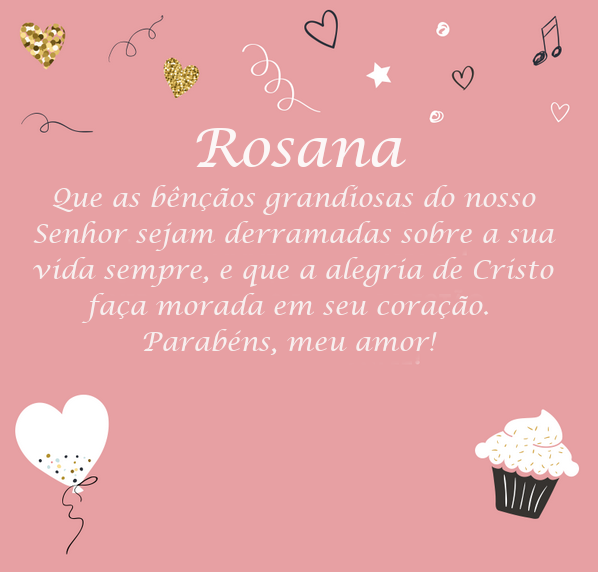 Rosana
Que as bênçãos grandiosas do nosso
Senhor sejam derramadas sobre a sua
vida sempre, e que a alegria de Cristo
faça morada em seu coração.
Parabéns, meu amor!